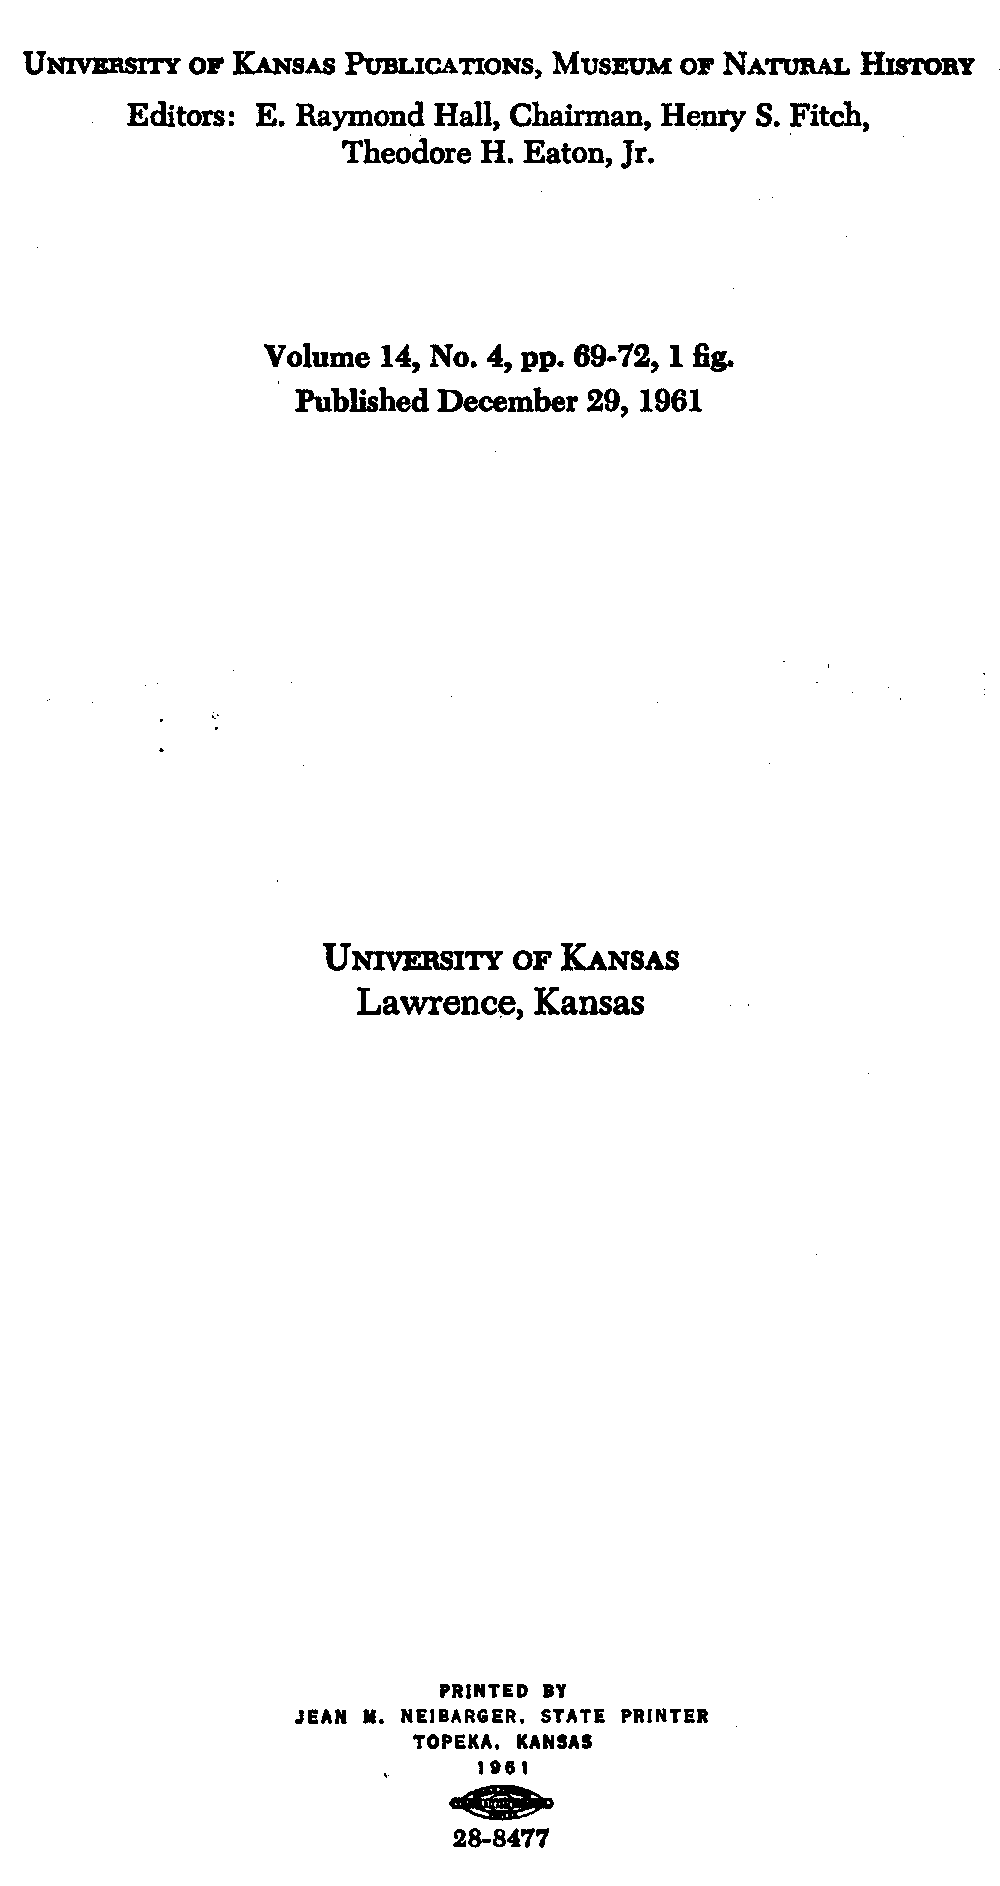 University of Kansas Publications, Museum of Natural History
Editors: E. Raymond Hall, Chairman, Henry S. Fitch,
Theodore H. Eaton, Jr.
Volume 14, No. 4, pp. 69-72, 1 fig.
Published December 29, 1961
University of Kansas
Lawrence, Kansas
PRINTED BY
JEAN M. NEIBARGER, STATE PRINTER
TOPEKA, KANSAS
1961
28-8477